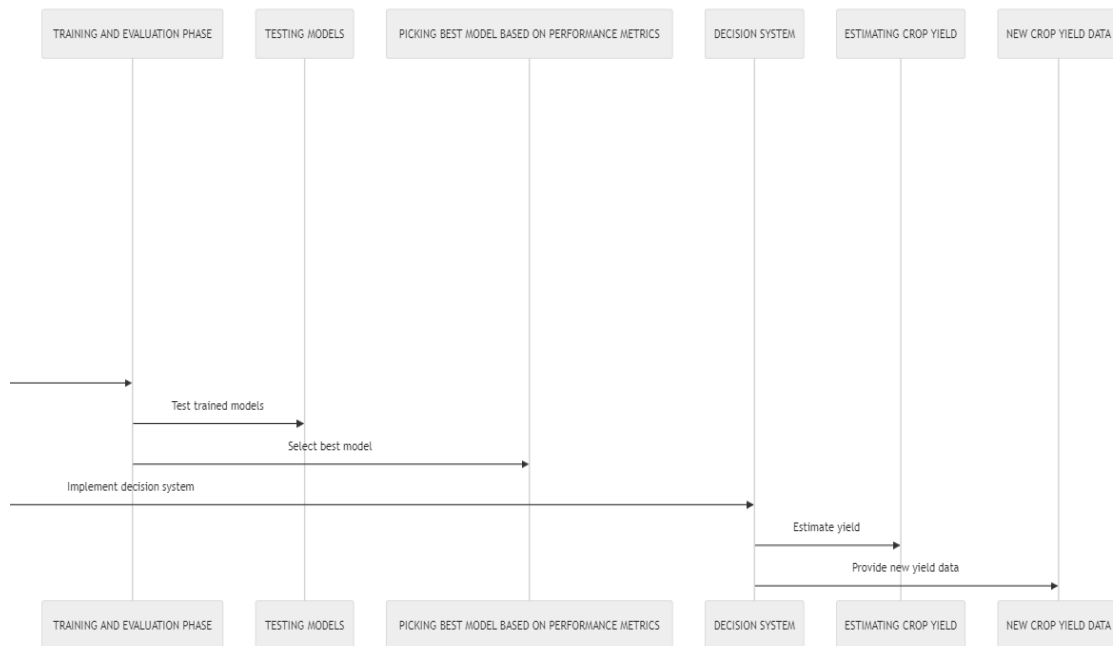 TRAINING AND EVALUATION PHASE
TESTING MODELS
PICKING BEST MODEL BASED ON PERFORMANCE METRICS
DECISION SYSTEM
ESTIMATING CROP YIELD
NEW CROP YIELD DATA
Test trained models
Select best model
Implement decision system
Estimate yield
Provide new yield data
TRAINING AND EVALUATION PHASE
TESTING MODELS
PICKING BEST MODEL BASED ON PERFORMANCE METRICS
DECISION SYSTEM
ESTIMATING CROP YIELD
NEW CROP YIELD DATA